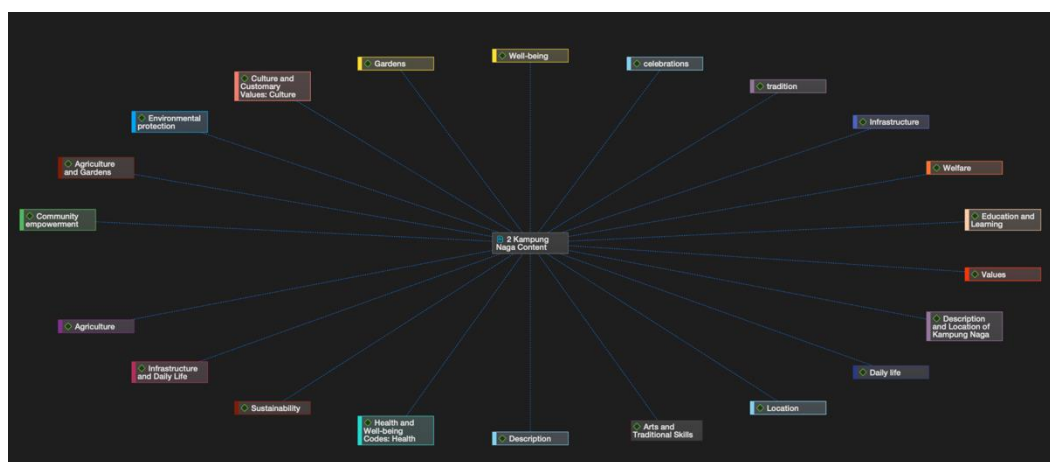 Well-being
Gardens
celebrations
Culture and
Customary
Values: Culture
tradition
Environmental
protection
Infrastructure
Agriculture
and Gardens
Welfare
Community
empowerment
Education and
Learning
2 Kampung
Naga Content
Values
Agriculture
Description
and Location of
Kampung Naga
Infrastructure
and Daily Life
Daily life
Sustainability
Location
Health and
Well-being
Codes: Health
Description
Arts and
Traditional Skills